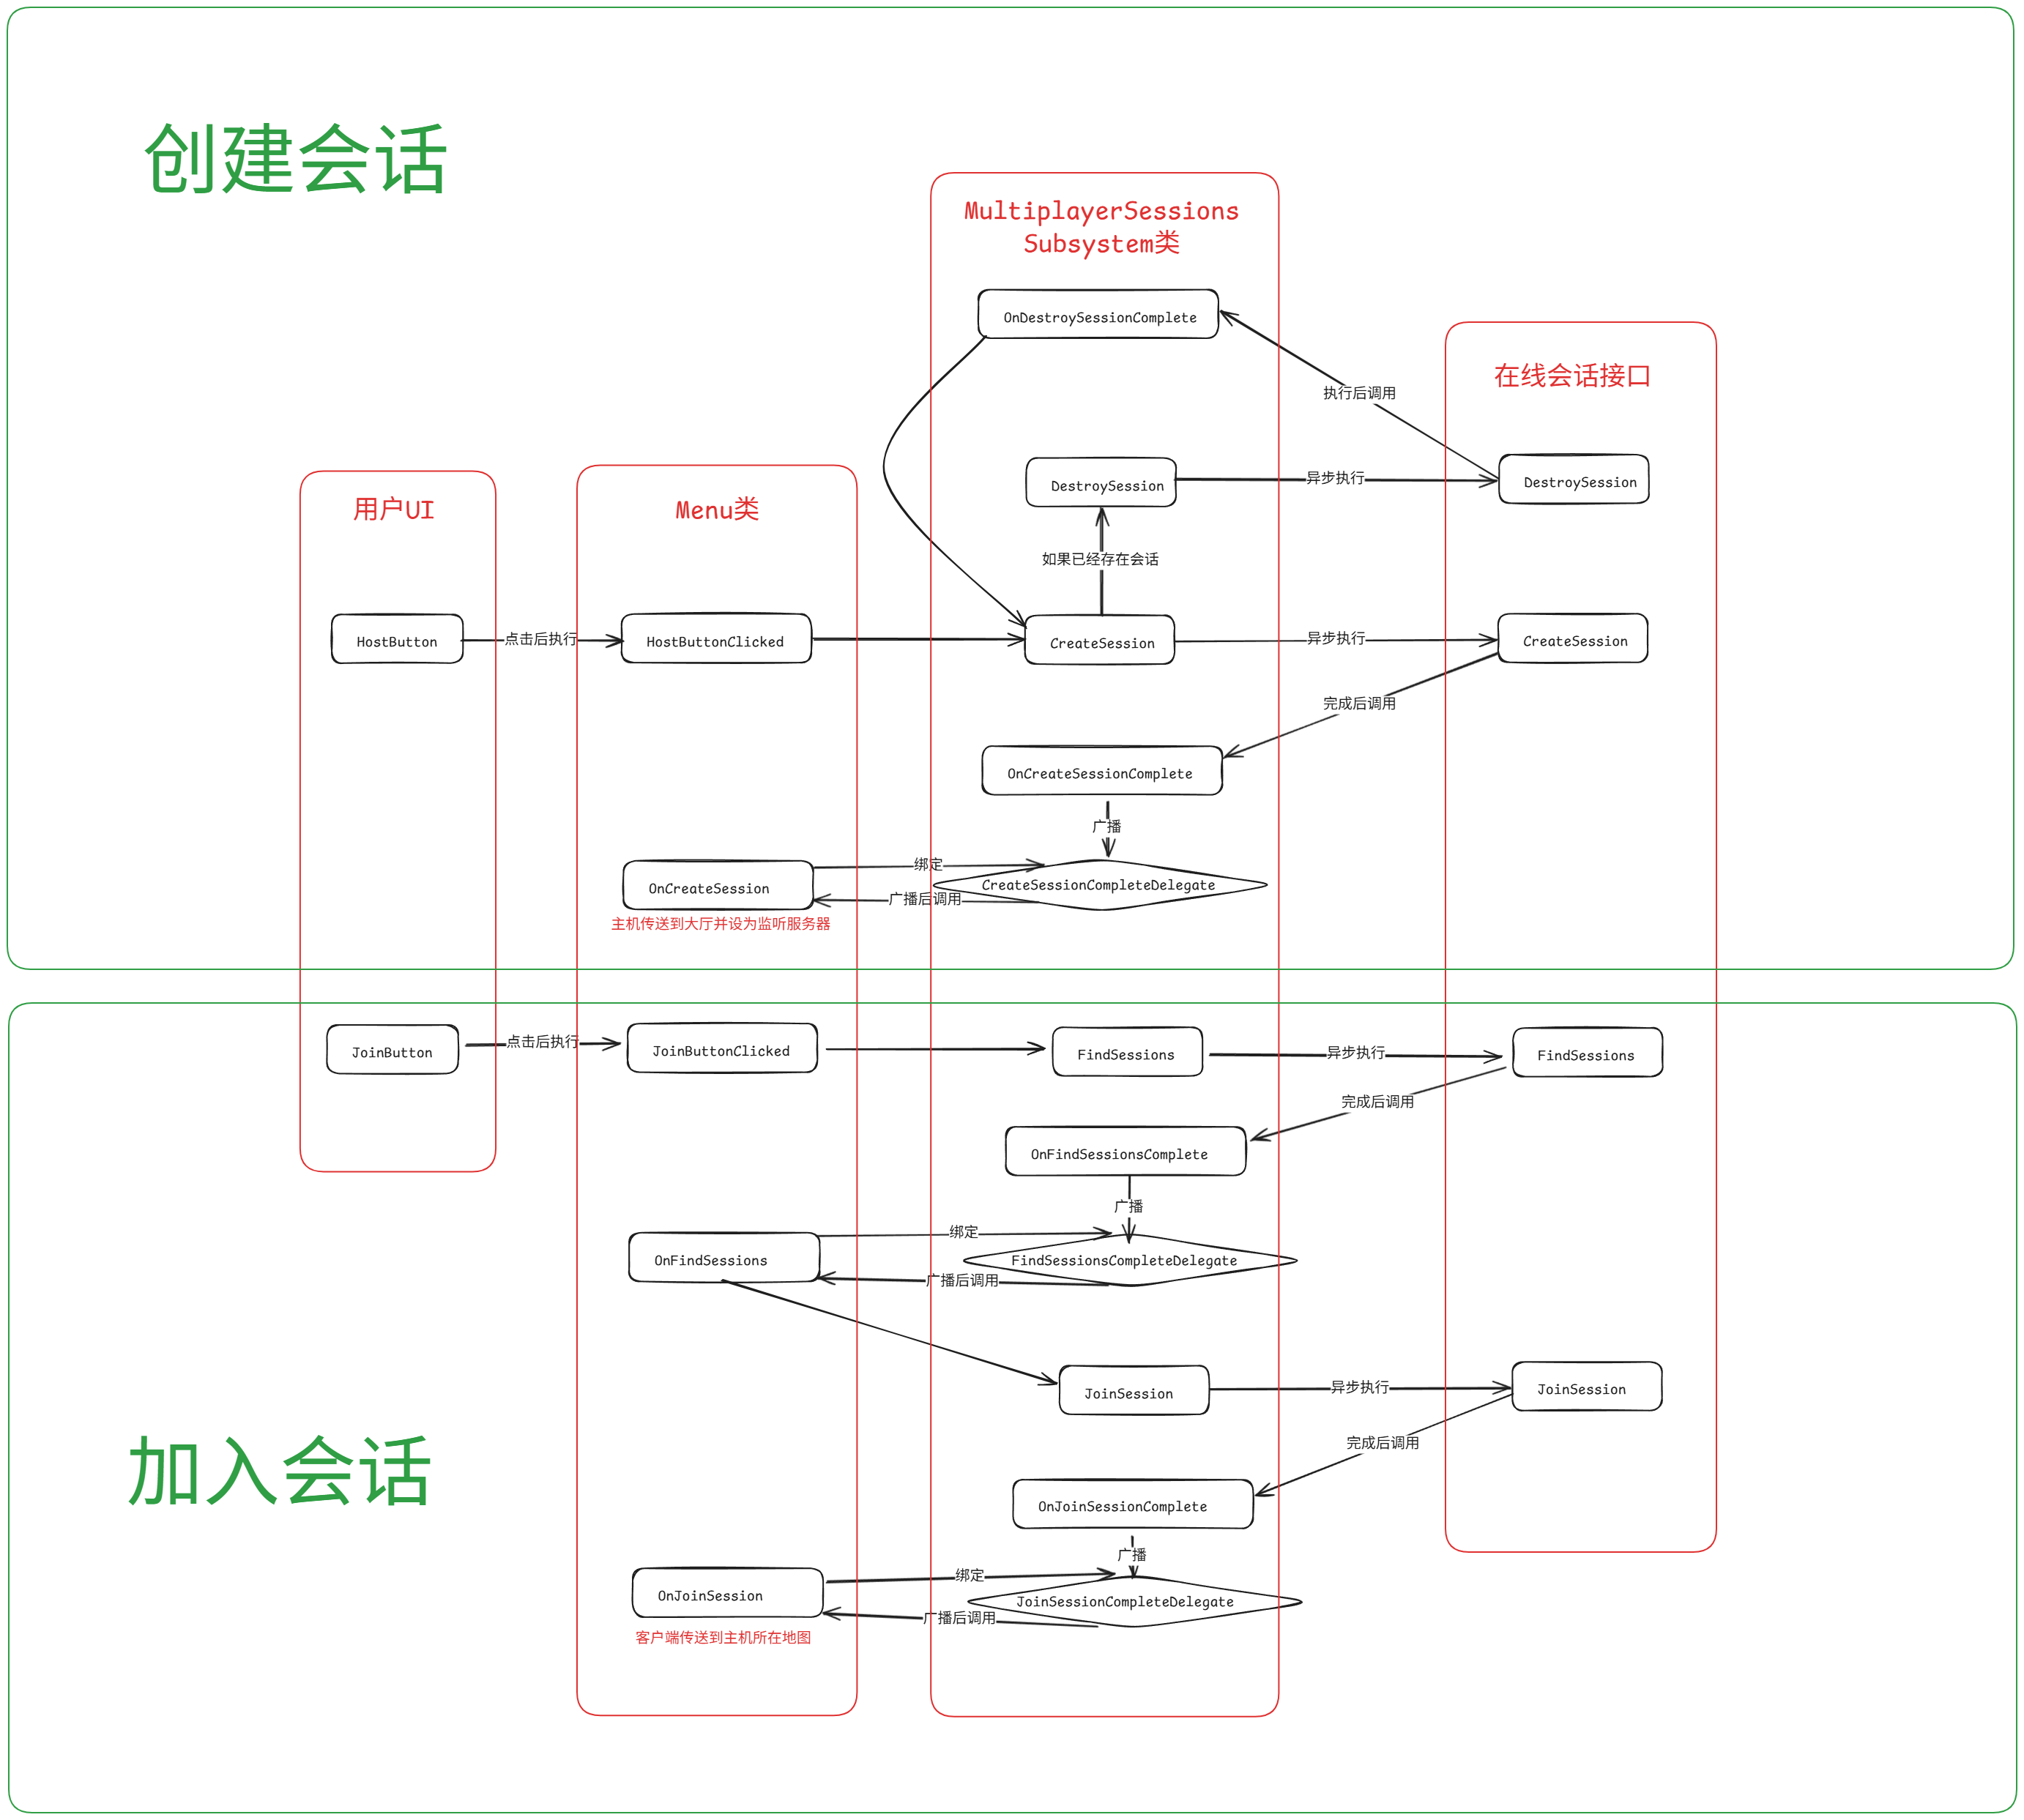 创建会话
MultiplayerSessions
Subsystem类
OnDestroySessionComplete
在线会话接口
执行后调用
用户UI
Menu类
DestroySession
异步执行
DestroySession
如果已经存在会话
HostButton
点击后执行
HostButtonClicked
CreateSession
异步执行
CreateSession
完成后调用
OnCreateSessionComplete
广播
绑定
OnCreateSession
CreateSessionCompleteDelegate
广播后调用
主机传送到大厅并设为监听服务器
JoinButton
点击后执行
JoinButtonClicked
FindSessions
异步执行
FindSessions
完成后调用
OnFindSessionsComplete
广播
绑定
OnFindSessions
FindSessionsCompleteDelegate
广播后调用
JoinSession
异步执行
JoinSession
完成后调用
加入会话
OnJoinSessionComplete
广播
绑定
OnJoinSession
JoinSessionCompleteDelegate
广播后调用
客户端传送到主机所在地图